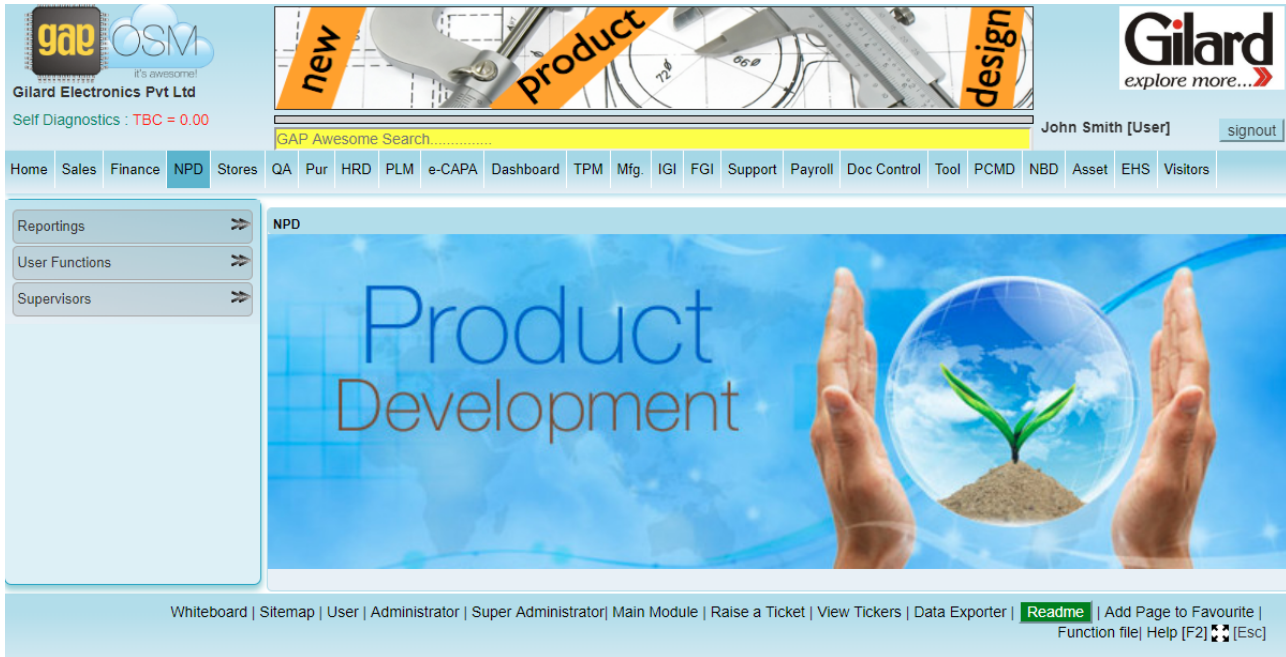 gap OSM
it's awesome!
Gilard Electronics Pvt Ltd
Self Diagnostics : TBC = 0.00
new product design
Gilard
explore more...
GAP Awesome Search...............
John Smith [User]
signout
Home Sales Finance NPD Stores QA Pur HRD PLM e-CAPA Dashboard TPM Mfg. IGI FGI Support Payroll Doc Control Tool PCMD NBD Asset EHS Visitors
Reportings
User Functions
Supervisors
NPD
Product
Development
Whiteboard | Sitemap | User | Administrator | Super Administrator| Main Module | Raise a Ticket | View Tickers | Data Exporter | Readme | Add Page to Favourite |
Function file| Help [F2] [Esc]